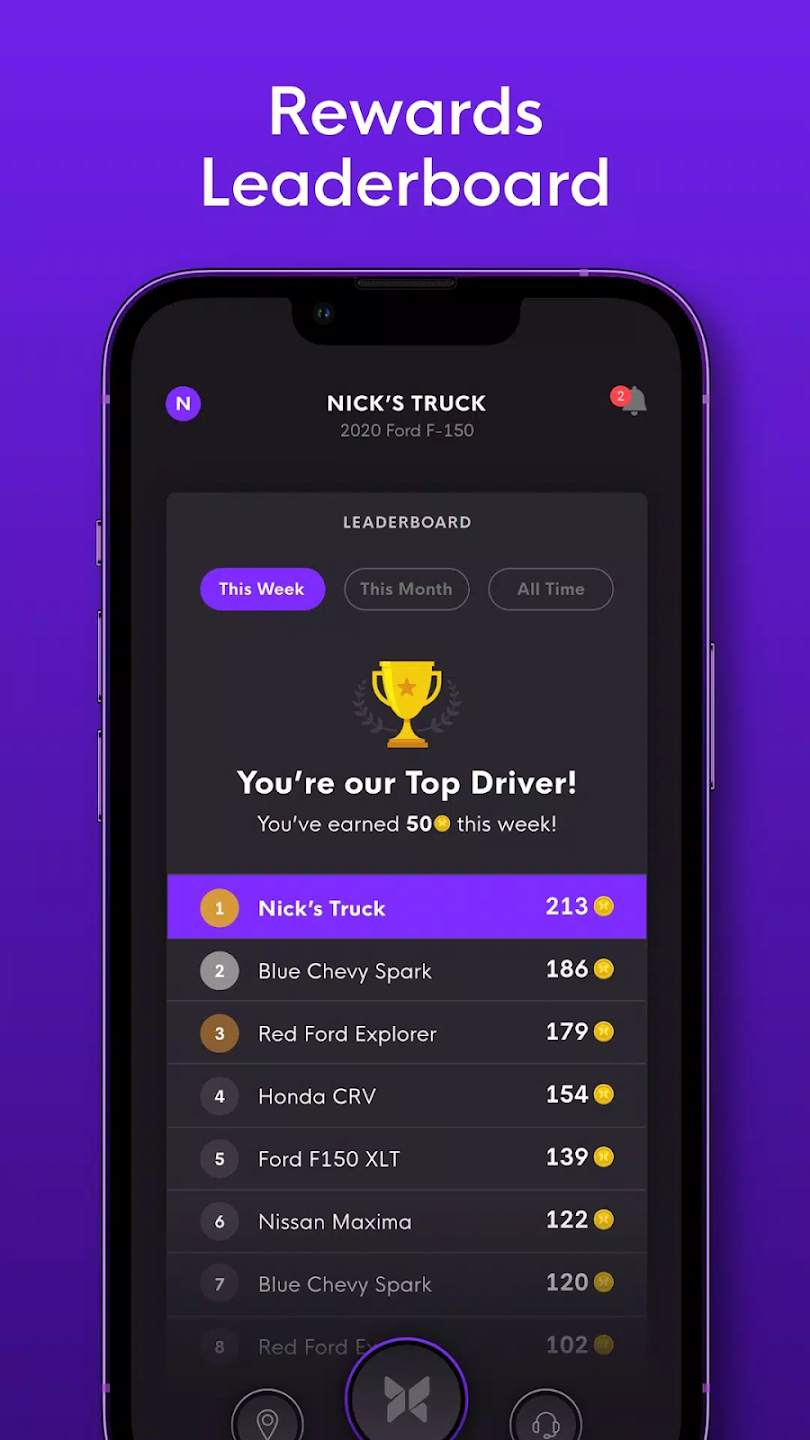 Rewards
Leaderboard
N
NICK'S TRUCK
2
2020 Ford F-150
LEADERBOARD
This Week
This Month
All Time
You're our Top Driver!
You've earned 50 this week!
1 Nick's Truck 213
2 Blue Chevy Spark 186
3 Red Ford Explorer 179
4 Honda CRV 154
5 Ford F150 XLT 139
6 Nissan Maxima 122
7 Blue Chevy Spark 120
8 Red Ford 102